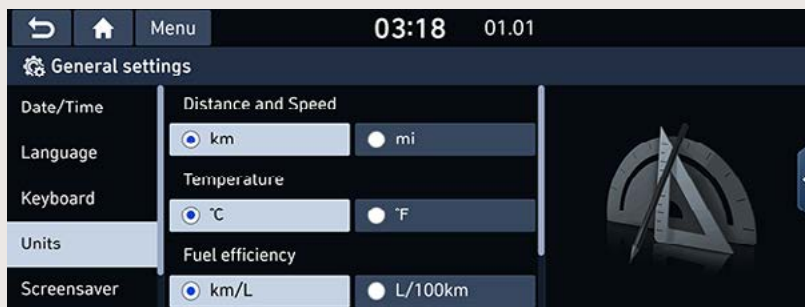 Menu 03:18 01.01
General settings
Date/Time
Language
Keyboard
Units
Screensaver
Distance and Speed
km mi
Temperature
℃ ℉
Fuel efficiency
km/L L/100km